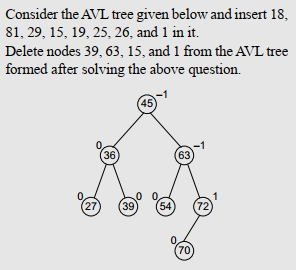 Consider the AVL tree given below and insert 18,
81, 29, 15, 19, 25, 26, and 1 in it.
Delete nodes 39, 63, 15, and 1 from the AVL tree
formed after solving the above question.
45 -1
0 36 -1 63
0 27 39 0 0 54 72 1
0 70